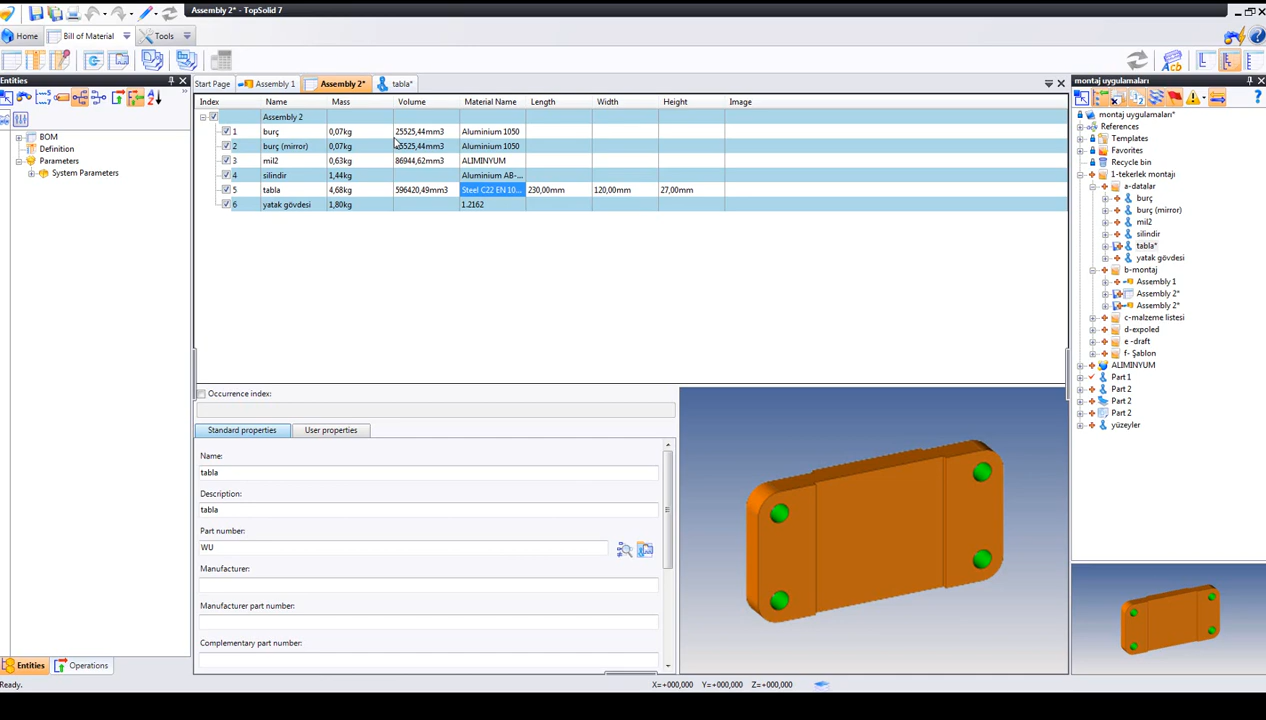 Assembly 2* - TopSolid 7
Home
Bill of Material
Tools
Entities
BOM
Definition
Parameters
System Parameters
Entities
Operations
Ready.
Start Page
Assembly 1
Assembly 2*
tabla*
Index Name Mass Volume Material Name Length Width Height Image
Assembly 2
1 burç 0,07kg 25525,44mm3 Aluminium 1050
2 burç (mirror) 0,07kg 5525,44mm3 Aluminium 1050
3 mil2 0,63kg 86944,62mm3 ALIMINYUM
4 silindir 1,44kg Aluminium AB-...
5 tabla 4,68kg 596420,49mm3 Steel C22 EN 10... 230,00mm 120,00mm 27,00mm
6 yatak gövdesi 1,80kg 1.2162
Occurrence index:
Standard properties
User properties
Name:
tabla
Description:
tabla
Part number:
WU
Manufacturer:
Manufacturer part number:
Complementary part number:
X=+000,000 Y=+000,000 Z=+000,000
montaj uygulamaları
montaj uygulamaları*
References
Templates
Favorites
Recycle bin
1-tekerlek montajı
a-datalar
burç
burç (mirror)
mil2
silindir
tabla*
yatak gövdesi
b-montaj
Assembly 1
Assembly 2*
Assembly 2*
c-malzeme listesi
d-expoled
e -draft
f- Şablon
ALIMINYUM
Part 1
Part 2
Part 2
Part 2
yüzeyler